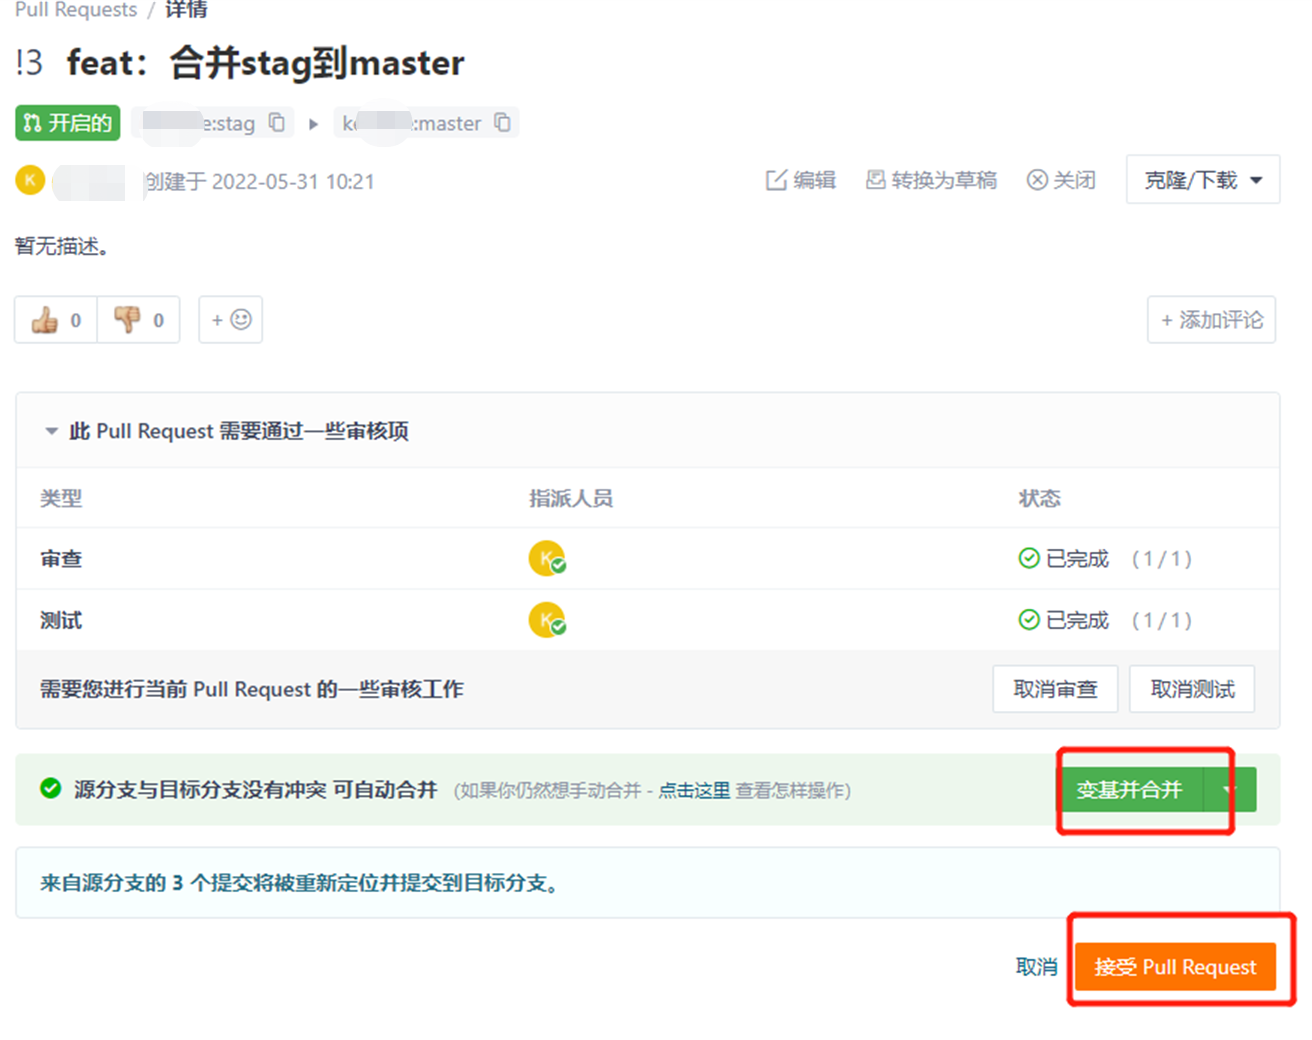 Pull Requests / 详情
!3 feat：合并stag到master
开启的 e:stag ke :master
K 创建于 2022-05-31 10:21 编辑 转换为草稿 关闭 克隆/下载
暂无描述。
0 0 + + 添加评论
此 Pull Request 需要通过一些审核项
类型 指派人员 状态
审查 K 已完成 (1/1)
测试 K 已完成 (1/1)
需要您进行当前 Pull Request 的一些审核工作 取消审查 取消测试
源分支与目标分支没有冲突 可自动合并 (如果你仍然想手动合并 - 点击这里 查看怎样操作) 变基并合并
来自源分支的 3 个提交将被重新定位并提交到目标分支。
取消 接受 Pull Request